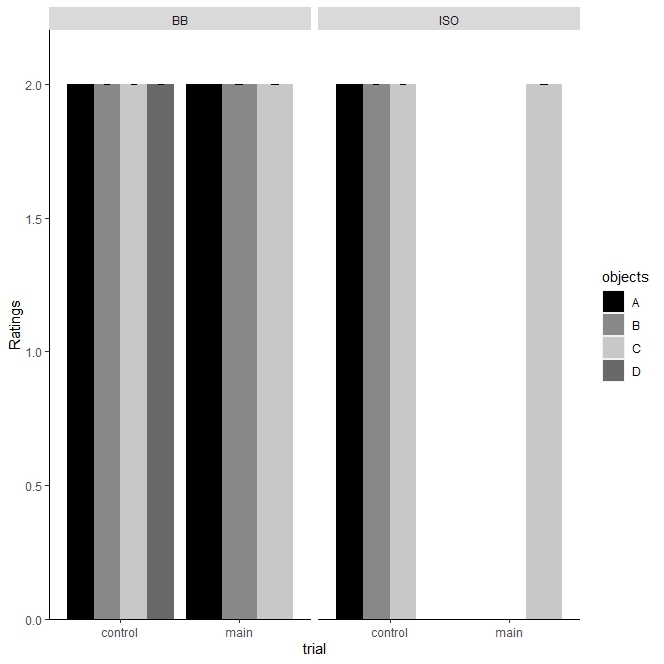 BB
ISO
2.0
1.5
1.0
0.5
0.0
Ratings
control
main
control
main
trial
objects
A
B
C
D